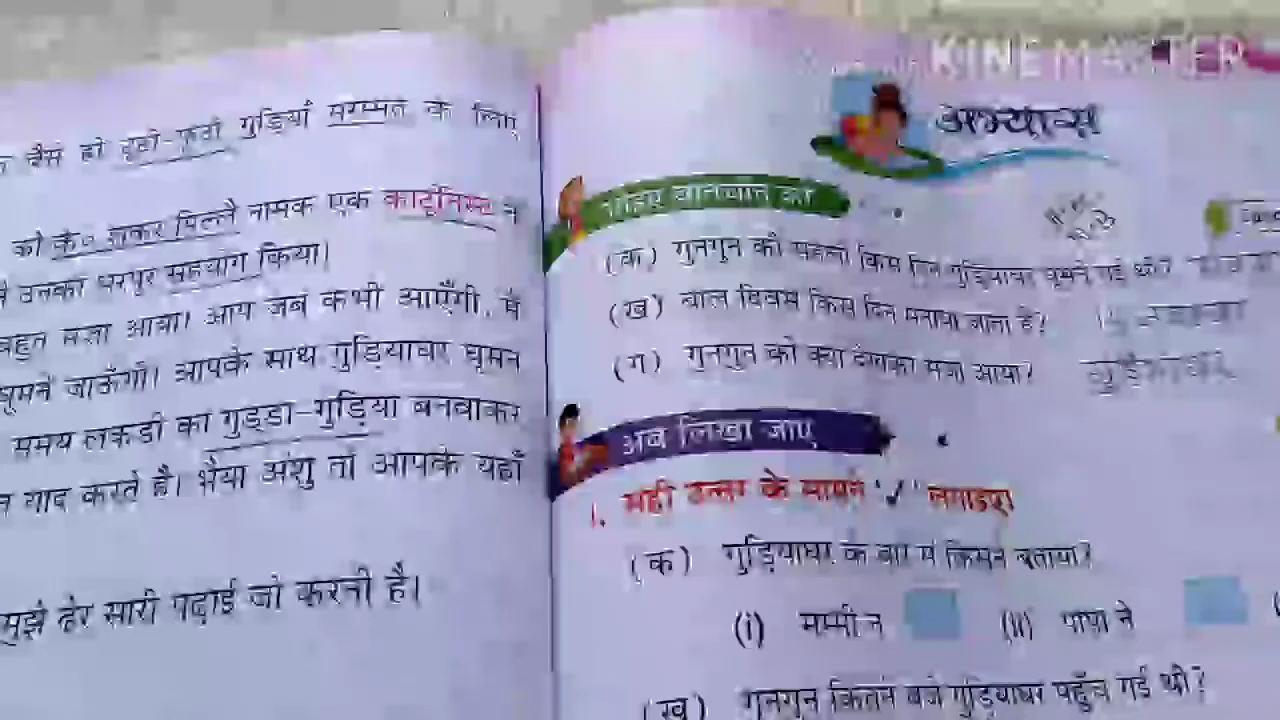 वैसे ही टूटी-फूटी गुड़ियाँ मरम्मत के लिए
को के० शंकर पिल्लै नामक एक कार्टूनिस्ट ने
ने उनका भरपूर सहयोग किया।
बहुत मज़ा आया। आप जब कभी आएँगी, मैं
घूमने जाऊँगी। आपके साथ गुड़ियाघर घूमने
समय लकड़ी का गुड्डा-गुड़िया बनवाकर
याद करते हैं। भैया अंशु तो आपके यहाँ
मुझे ढेर सारी पढ़ाई जो करनी है।
KINEMASTER
अभ्यास
बातचीत की
(क) गुनगुन की सहेली किस दिन गुड़ियाघर घूमने गई थी?
(ख) बाल दिवस किस दिन मनाया जाता है?
(ग) गुनगुन को क्या देखकर मज़ा आया? गुड़ियाघर
अब लिखा जाए
1. सही उत्तर के सामने '✓' लगाइए।
(क) गुड़ियाघर के बारे में किसने बताया?
(i) मम्मी ने (ii) पापा ने
(ख) गुनगुन कितने बजे गुड़ियाघर पहुँच गई थी?